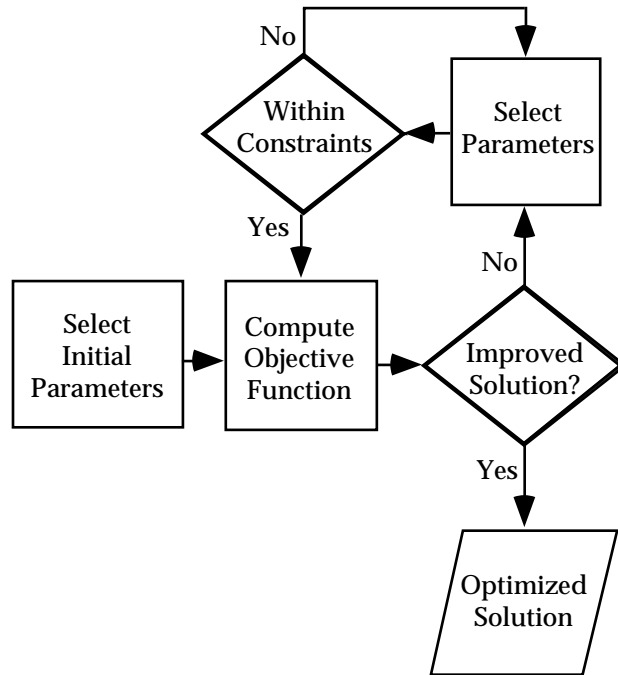 No
Within
Constraints
Select
Parameters
Yes
No
Select
Initial
Parameters
Compute
Objective
Function
Improved
Solution?
Yes
Optimized
Solution